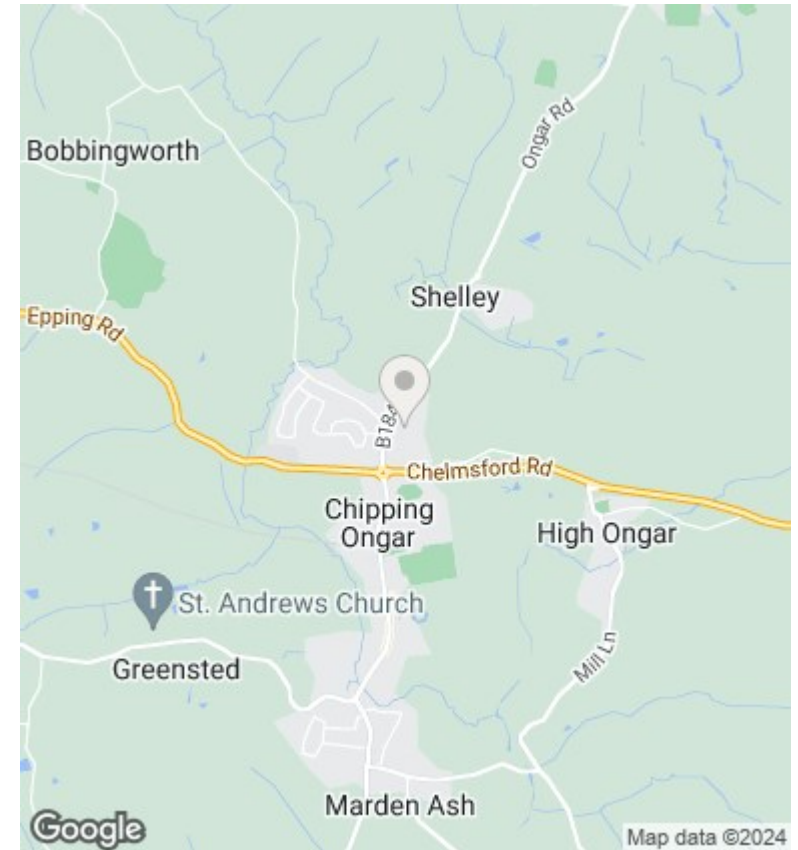 Ongar Rd
Bobbingworth
Shelley
Epping Rd
B184
Chelmsford Rd
Chipping
Ongar
High Ongar
St. Andrews Church
Greensted
Mill Ln
Marden Ash
Google
Map data ©2024